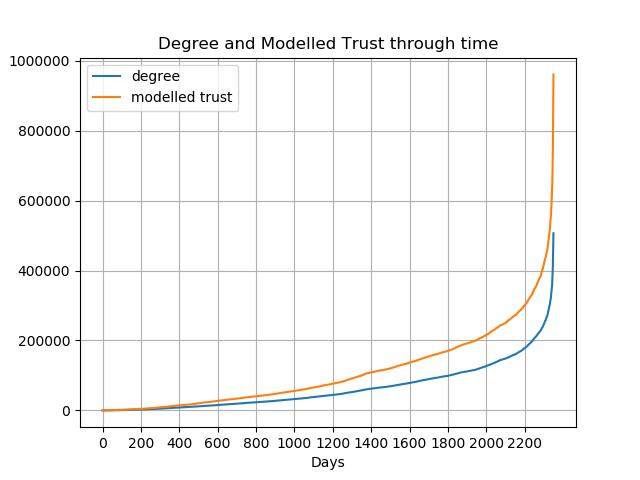 Degree and Modelled Trust through time
degree
modelled trust
1000000
800000
600000
400000
200000
0
0 200 400 600 800 1000 1200 1400 1600 1800 2000 2200
Days